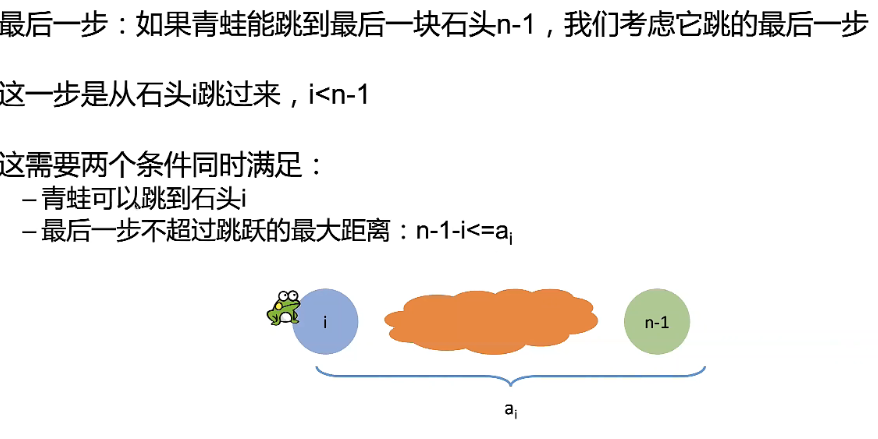 最后一步：如果青蛙能跳到最后一块石头n-1，我们考虑它跳的最后一步
这一步是从石头i跳过来，i<n-1
这需要两个条件同时满足：
–青蛙可以跳到石头i
–最后一步不超过跳跃的最大距离：n-1-i<=ai
i
n-1
ai